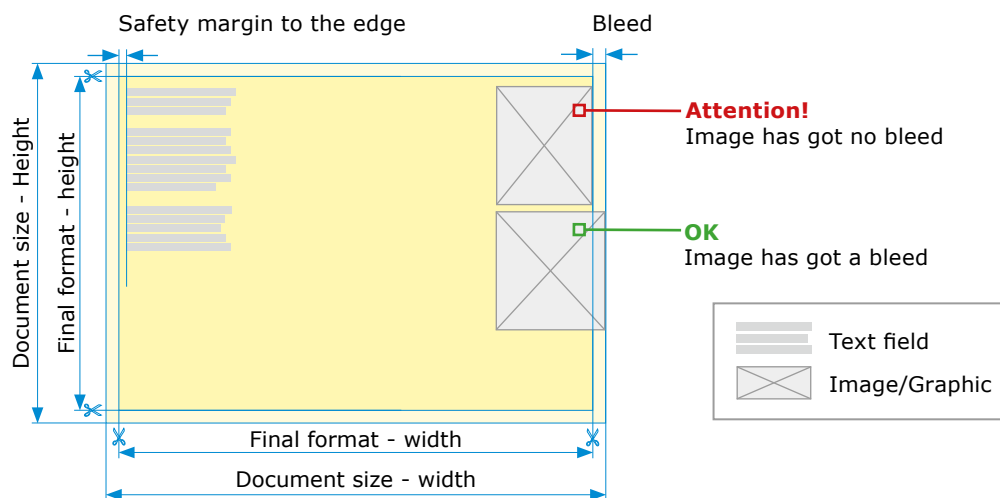 Safety margin to the edge
Bleed
Document size - Height
Final format - height
Attention!
Image has got no bleed
OK
Image has got a bleed
Text field
Image/Graphic
Final format - width
Document size - width